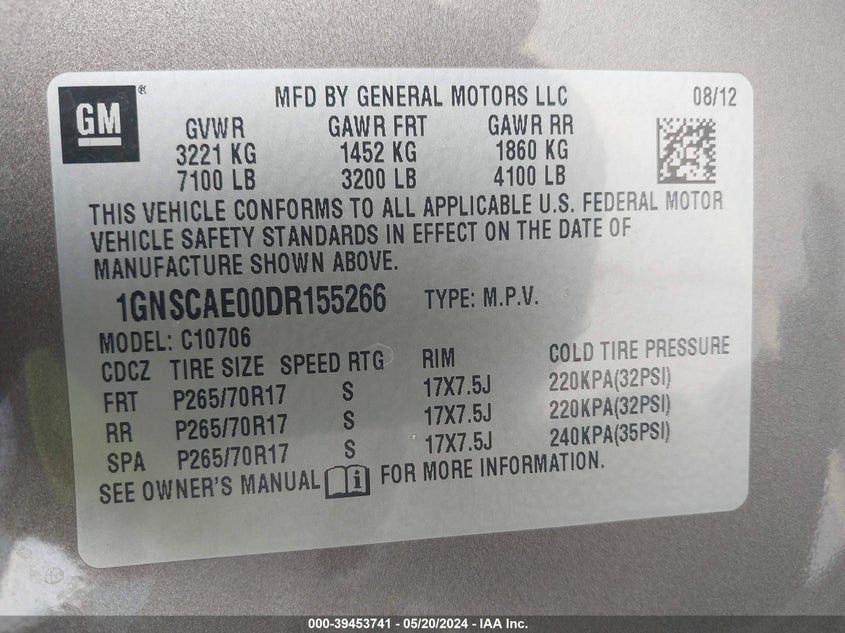 GM
®
MFD BY GENERAL MOTORS LLC 08/12
GVWR GAWR FRT GAWR RR
3221 KG 1452 KG 1860 KG
7100 LB 3200 LB 4100 LB
THIS VEHICLE CONFORMS TO ALL APPLICABLE U.S. FEDERAL MOTOR
VEHICLE SAFETY STANDARDS IN EFFECT ON THE DATE OF
MANUFACTURE SHOWN ABOVE.
1GNSCAE00DR155266 TYPE: M.P.V.
MODEL: C10706
CDCZ TIRE SIZE SPEED RTG RIM COLD TIRE PRESSURE
FRT P265/70R17 S 17X7.5J 220KPA(32PSI)
RR P265/70R17 S 17X7.5J 220KPA(32PSI)
SPA P265/70R17 S 17X7.5J 240KPA(35PSI)
SEE OWNER'S MANUAL i FOR MORE INFORMATION.
000-39453741 - 05/20/2024 - IAA Inc.